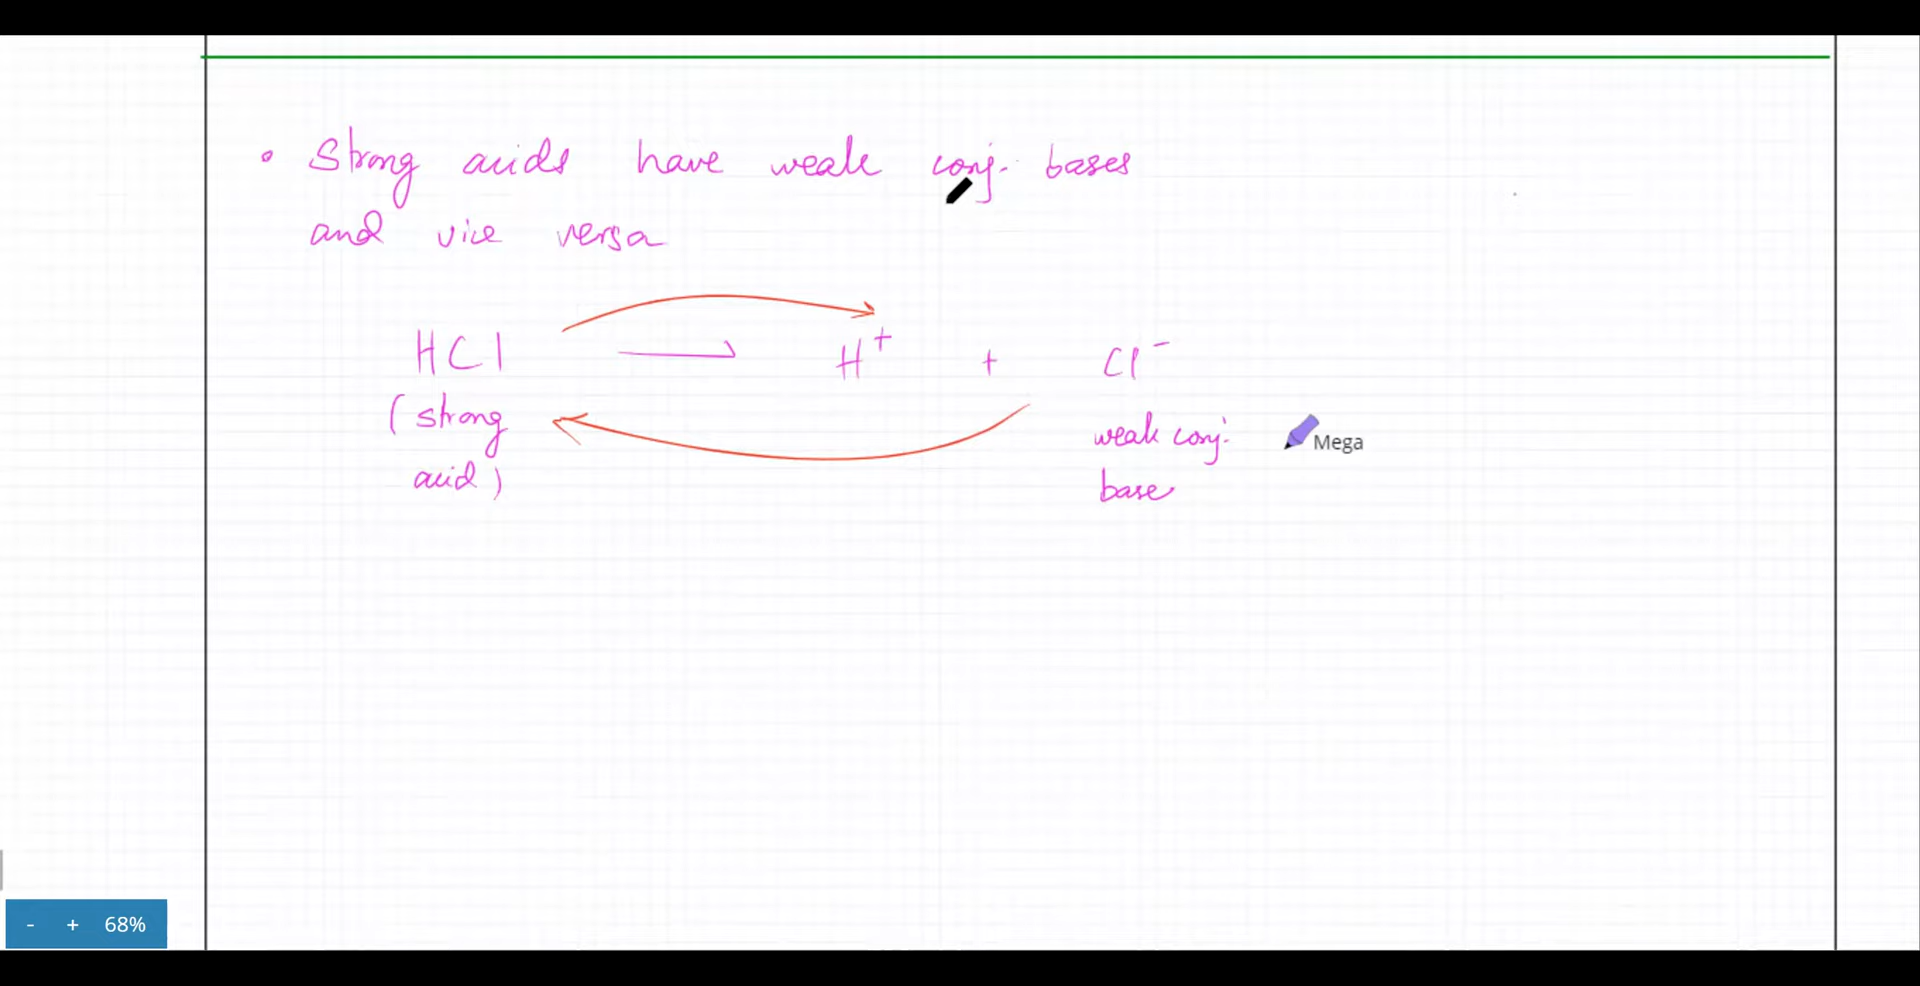 • Strong acids have weak conj. bases
and vice versa
HCl → H⁺ + Cl⁻
(strong acid)
weak conj. base
Mega
- + 68%